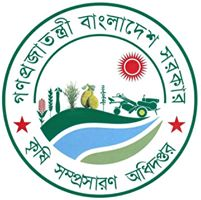 গণপ্রজাতন্ত্রী বাংলাদেশ সরকার
কৃষি সম্প্রসারণ অধিদপ্তর